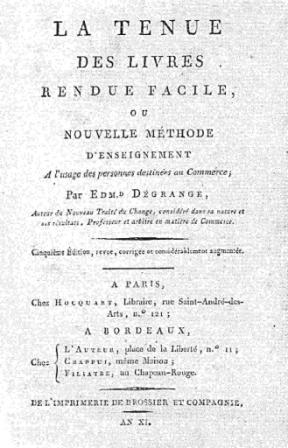 LA TENUE
DES LIVRES
RENDUE FACILE,
OU
NOUVELLE MÉTHODE
D'ENSEIGNEMENT
A l'usage des personnes destinées au Commerce;
Par EDM.D DÉGRANGE,
Auteur du Nouveau Traité du Change, considéré dans sa nature et
ses résultats. Professeur et arbitre en matière de Commerce.
Cinquième Édition, revue, corrigée et considérablement augmentée.
A PARIS,
Chez HOCQUART, Libraire, rue Saint-André-des-
Arts, n.° 121;
A BORDEAUX,
Chez { L'AUTEUR, place de la Liberté, n.° 11;
CHAPPUI, même Maison;
FILIATRE, au Chapeau-Rouge.
DE L'IMPRIMERIE DE BROSSIER ET COMPAGNIE,
AN XI.